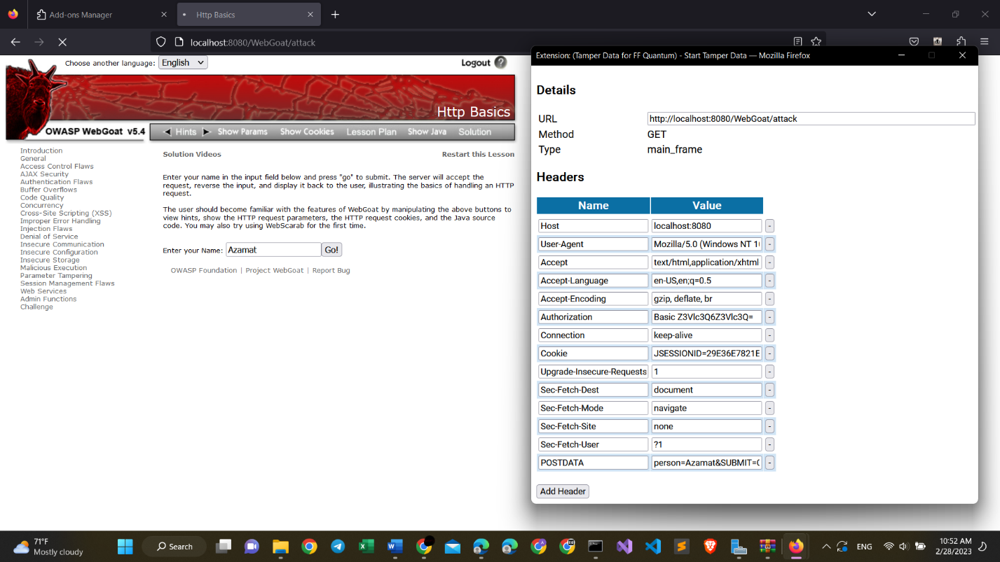 Add-ons Manager
Http Basics
localhost:8080/WebGoat/attack
Choose another language: English
Logout ?
Http Basics
OWASP WebGoat v5.4
Hints Show Params Show Cookies Lesson Plan Show Java Solution
Introduction
General
Access Control Flaws
AJAX Security
Authentication Flaws
Buffer Overflows
Code Quality
Concurrency
Cross-Site Scripting (XSS)
Improper Error Handling
Injection Flaws
Denial of Service
Insecure Communication
Insecure Configuration
Insecure Storage
Malicious Execution
Parameter Tampering
Session Management Flaws
Web Services
Admin Functions
Challenge
Solution Videos Restart this Lesson
Enter your name in the input field below and press "go" to submit. The server will accept the
request, reverse the input, and display it back to the user, illustrating the basics of handling an HTTP
request.
The user should become familiar with the features of WebGoat by manipulating the above buttons to
view hints, show the HTTP request parameters, the HTTP request cookies, and the Java source
code. You may also try using WebScarab for the first time.
Enter your Name: Azamat Go!
OWASP Foundation | Project WebGoat | Report Bug
Extension: (Tamper Data for FF Quantum) - Start Tamper Data — Mozilla Firefox
Details
URL http://localhost:8080/WebGoat/attack
Method GET
Type main_frame
Headers
Name Value
Host localhost:8080 -
User-Agent Mozilla/5.0 (Windows NT 1 -
Accept text/html,application/xhtml -
Accept-Language en-US,en;q=0.5 -
Accept-Encoding gzip, deflate, br -
Authorization Basic Z3Vlc3Q6Z3Vlc3Q= -
Connection keep-alive -
Cookie JSESSIONID=29E36E7821E -
Upgrade-Insecure-Requests 1 -
Sec-Fetch-Dest document -
Sec-Fetch-Mode navigate -
Sec-Fetch-Site none -
Sec-Fetch-User ?1 -
POSTDATA person=Azamat&SUBMIT= -
Add Header
71°F
Mostly cloudy
Search
ENG
10:52 AM
2/28/2023